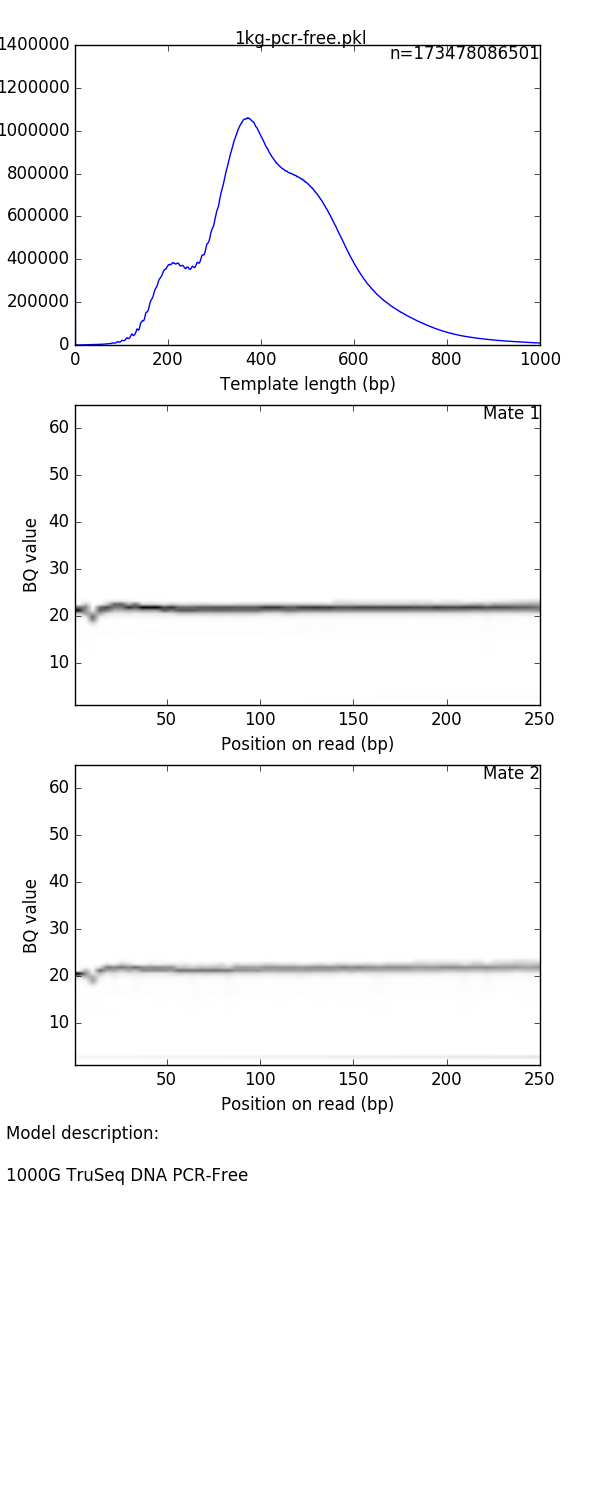 1kg-pcr-free.pkl
n=173478086501
1400000
1200000
1000000
800000
600000
400000
200000
0
0 200 400 600 800 1000
Template length (bp)
Mate 1
60
50
40
30
20
10
BQ value
50 100 150 200 250
Position on read (bp)
Mate 2
60
50
40
30
20
10
BQ value
50 100 150 200 250
Position on read (bp)
Model description:
1000G TruSeq DNA PCR-Free